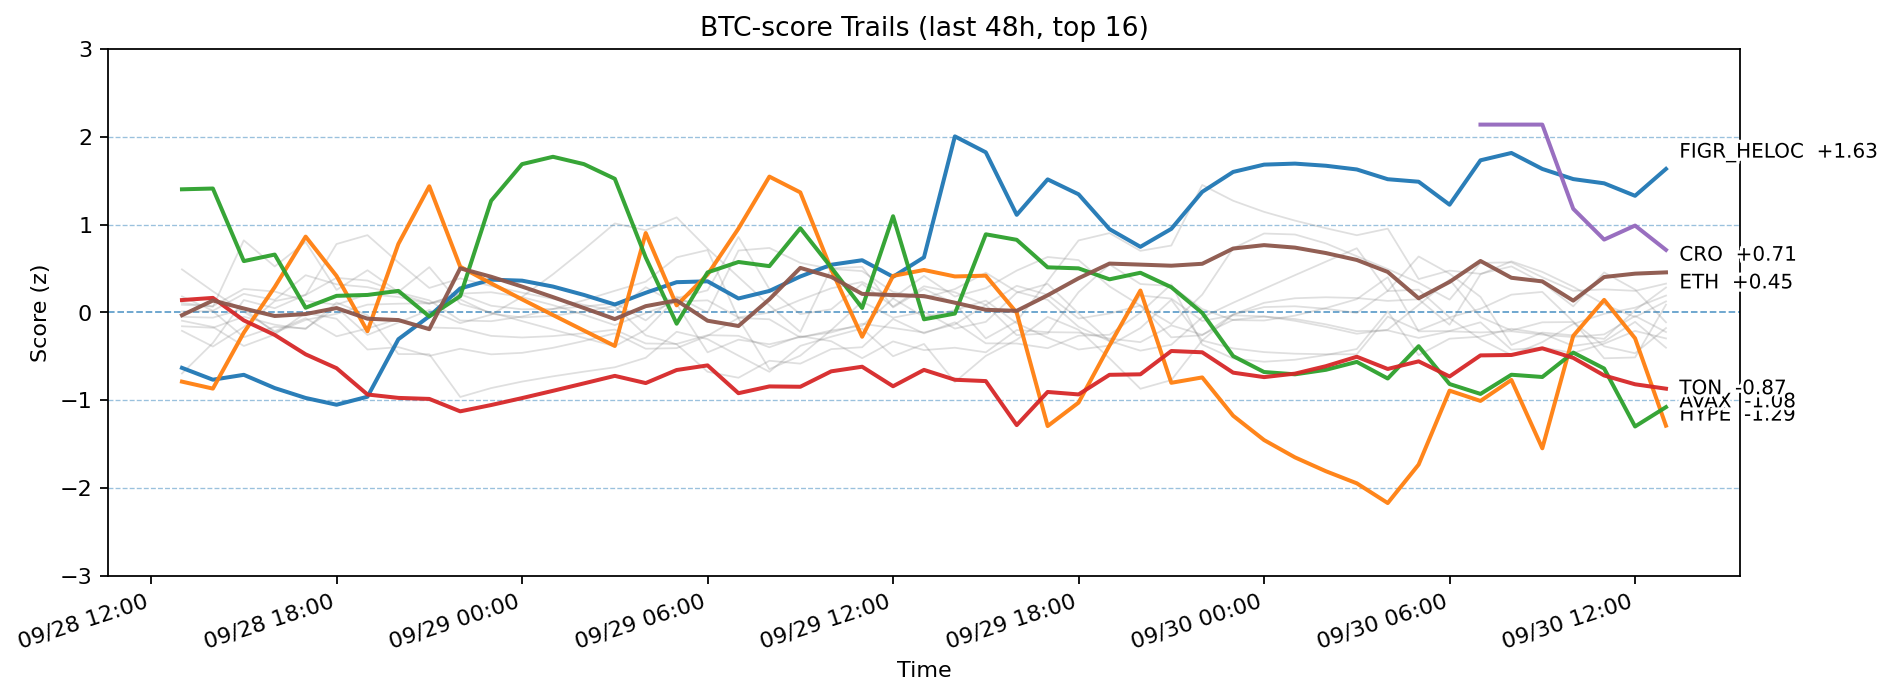 BTC-score Trails (last 48h, top 16)
Score (z)
3
2
1
0
−1
−2
−3
FIGR_HELOC +1.63
CRO +0.71
ETH +0.45
TON -0.87
AVAX -1.08
HYPE -1.29
09/28 12:00
09/28 18:00
09/29 00:00
09/29 06:00
09/29 12:00
09/29 18:00
09/30 00:00
09/30 06:00
09/30 12:00
Time